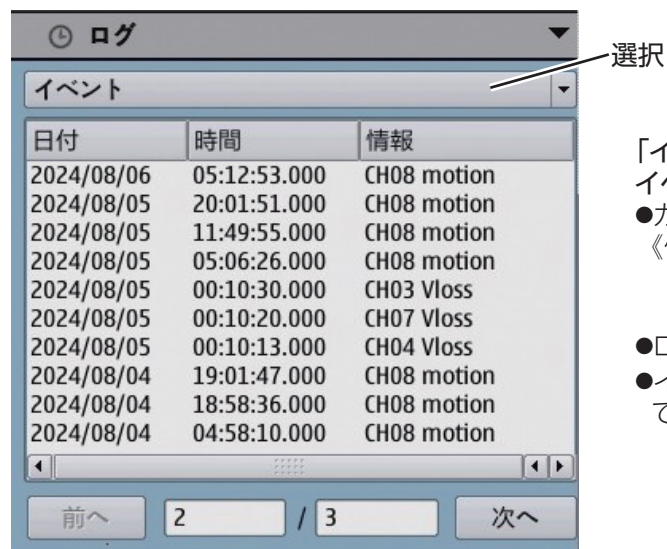 ログ
選択
イベント
日付 時間 情報
2024/08/06 05:12:53.000 CH08 motion
2024/08/05 20:01:51.000 CH08 motion
2024/08/05 11:49:55.000 CH08 motion
2024/08/05 05:06:26.000 CH08 motion
2024/08/05 00:10:30.000 CH03 Vloss
2024/08/05 00:10:20.000 CH07 Vloss
2024/08/05 00:10:13.000 CH04 Vloss
2024/08/04 19:01:47.000 CH08 motion
2024/08/04 18:58:36.000 CH08 motion
2024/08/04 04:58:10.000 CH08 motion
前へ 2 / 3 次へ